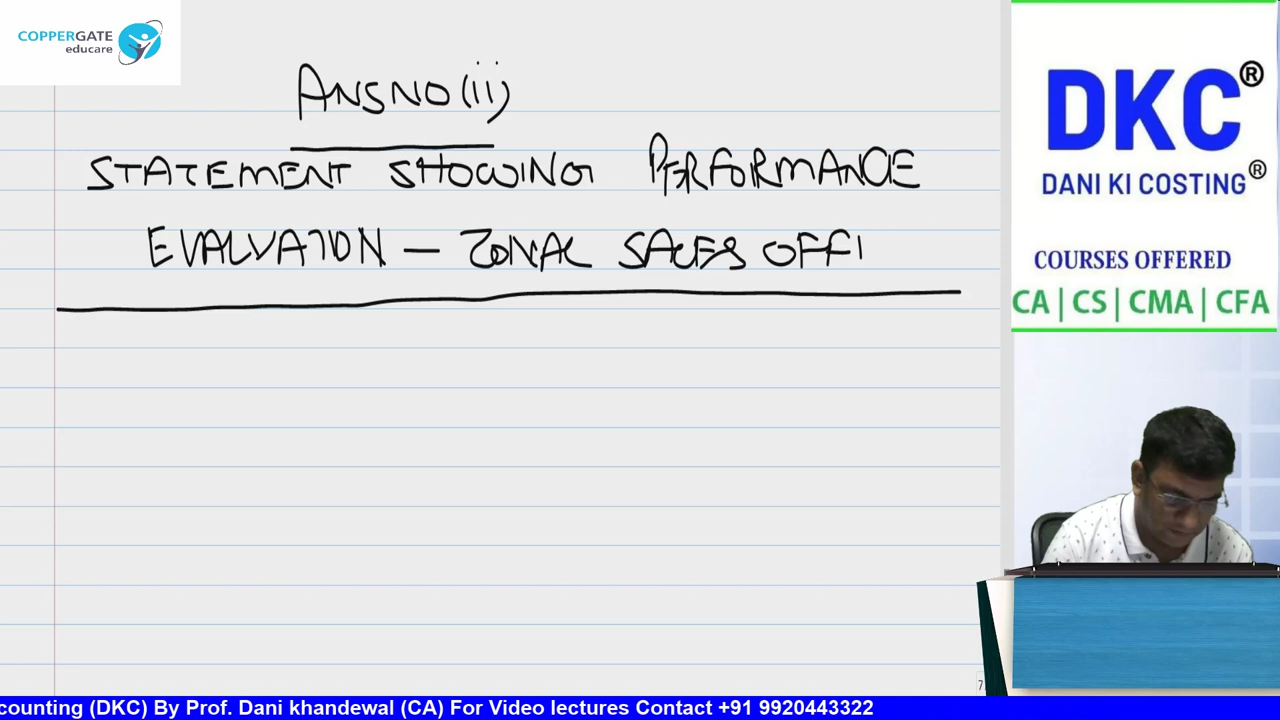 COPPERGATE
educare
ANS NO (ii)
STATEMENT SHOWING PERFORMANCE
EVALUATION — ZONAL SALES OFFI
DKC®
DANI KI COSTING®
COURSES OFFERED
CA | CS | CMA | CFA
7
counting (DKC) By Prof. Dani khandewal (CA) For Video lectures Contact +91 9920443322